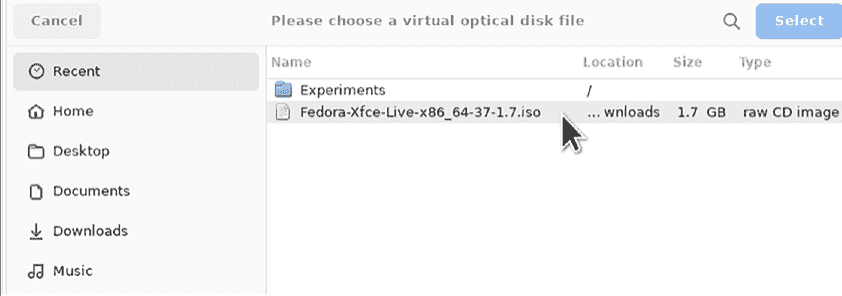 Cancel Please choose a virtual optical disk file Select
Recent
Home
Desktop
Documents
Downloads
Music
Name Location Size Type
Experiments /
Fedora-Xfce-Live-x86_64-37-1.7.iso ... wnloads 1.7 GB raw CD image